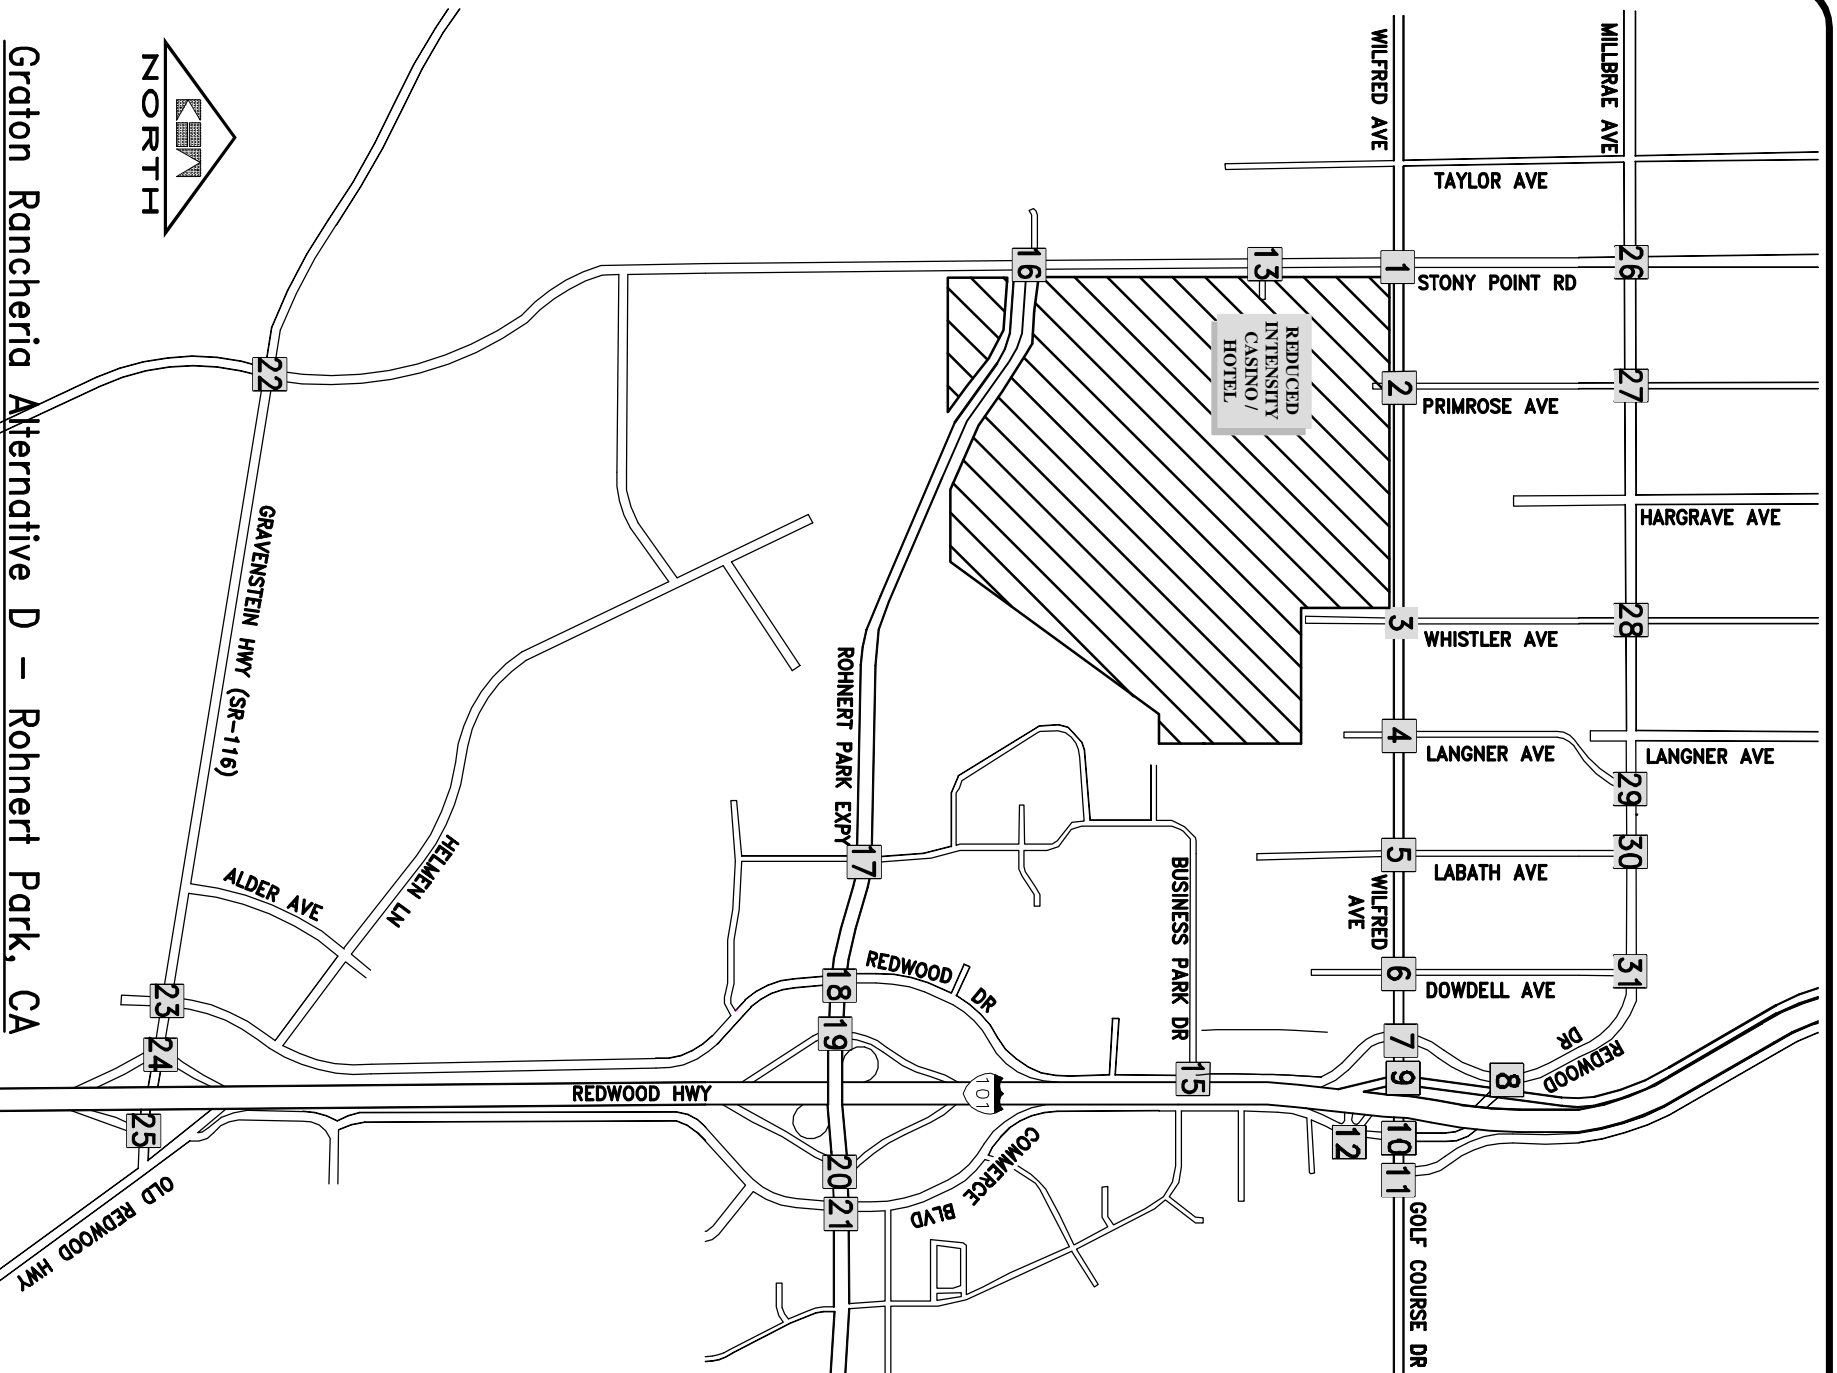 MILLBRAE AVE
WILFRED AVE
TAYLOR AVE
STONY POINT RD
PRIMROSE AVE
HARGRAVE AVE
WHISTLER AVE
LANGNER AVE
LANGNER AVE
LABATH AVE
WILFRED
AVE
DOWDELL AVE
REDWOOD
DR
GOLF COURSE DR
REDUCED
INTENSITY
CASINO /
HOTEL
BUSINESS PARK DR
ROHNERT PARK EXPY
REDWOOD DR
REDWOOD HWY
101
COMMERCE BLVD
HELMEN LN
ALDER AVE
GRAVENSTEIN HWY (SR-116)
OLD REDWOOD HWY
1
2
3
4
5
6
7
8
9
10
11
12
13
15
16
17
18
19
20
21
22
23
24
25
26
27
28
29
30
31
NORTH
Graton Rancheria Alternative D - Rohnert Park, CA